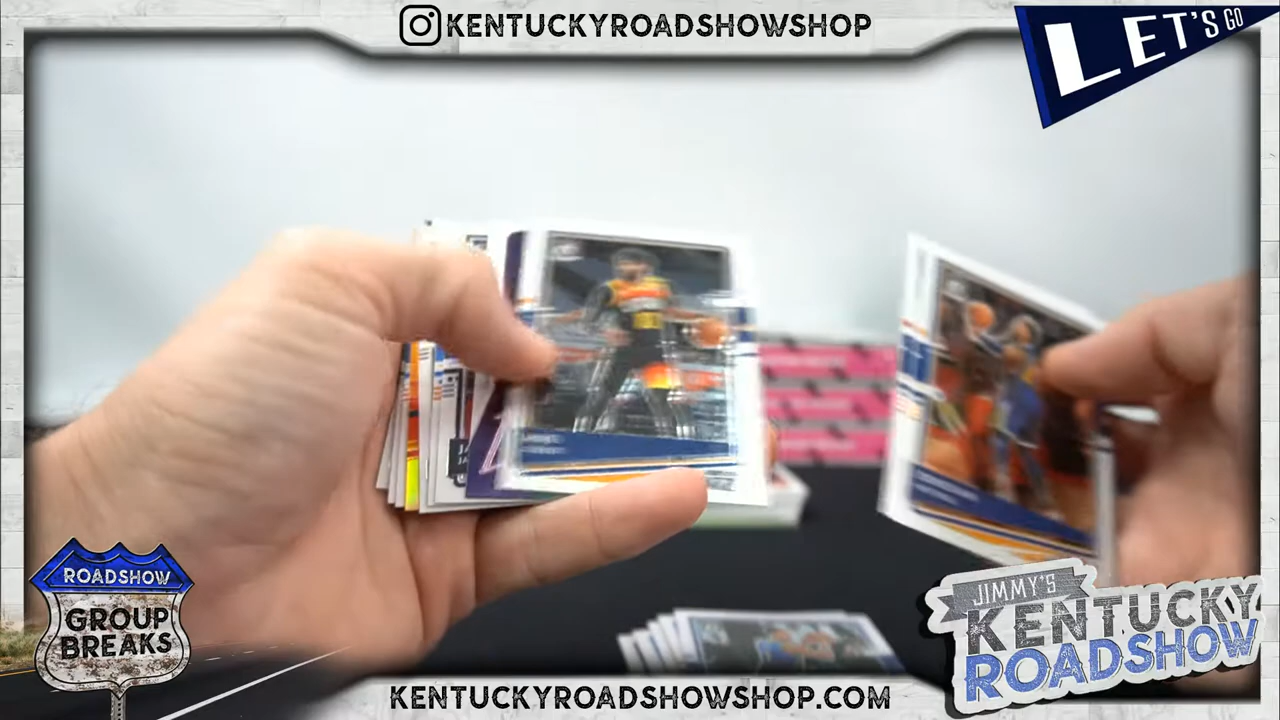 KENTUCKYROADSHOWSHOP
LET'S GO
ROADSHOW
GROUP
BREAKS
JIMMY'S
KENTUCKY
ROADSHOW
KENTUCKYROADSHOWSHOP.COM